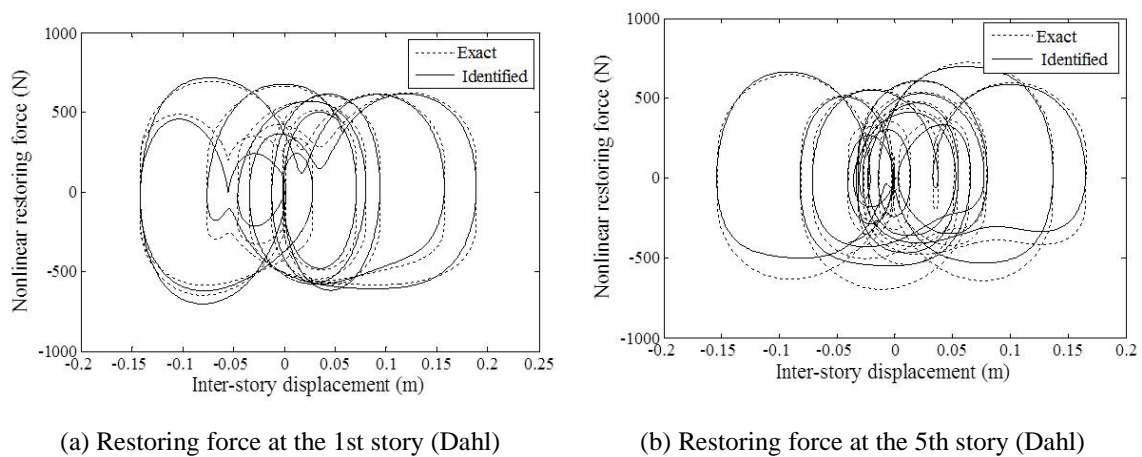 1000
500
0
-500
-1000
Nonlinear restoring force (N)
Exact
Identified
-0.2 -0.15 -0.1 -0.05 0 0.05 0.1 0.15 0.2 0.25
Inter-story displacement (m)
(a) Restoring force at the 1st story (Dahl)
1000
500
0
-500
-1000
Nonlinear restoring force (N)
Exact
Identified
-0.2 -0.15 -0.1 -0.05 0 0.05 0.1 0.15 0.2
Inter-story displacement (m)
(b) Restoring force at the 5th story (Dahl)